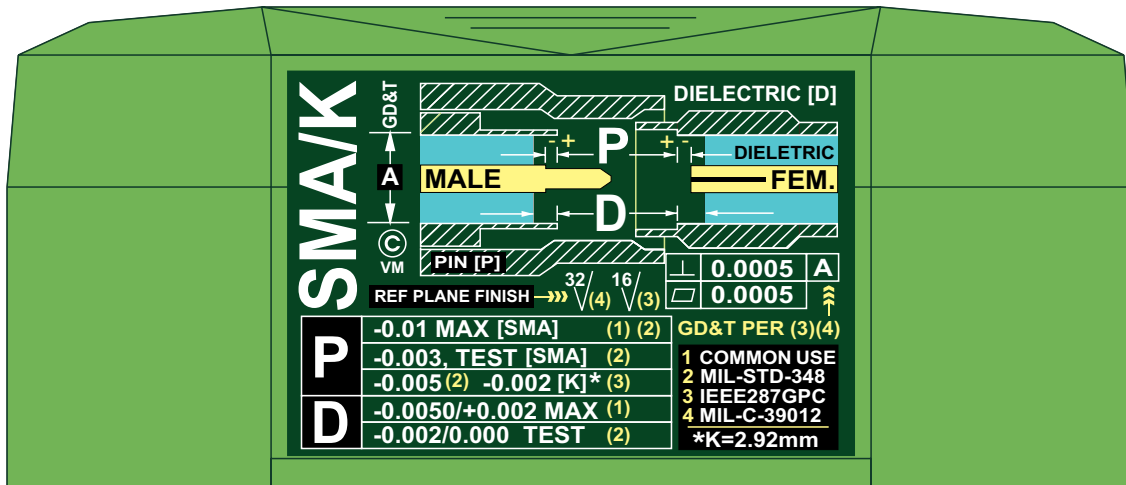 SMA/K
GD&T
A
C
VM
DIELECTRIC [D]
- +
P
+ -
DIELETRIC
MALE
FEM.
D
PIN [P]
⊥ 0.0005 A
▱ 0.0005
REF PLANE FINISH
32 (4) 16 (3)
GD&T PER (3)(4)
P
-0.01 MAX [SMA] (1) (2)
-0.003, TEST [SMA] (2)
-0.005 (2) -0.002 [K]* (3)
D
-0.0050/+0.002 MAX (1)
-0.002/0.000 TEST (2)
1 COMMON USE
2 MIL-STD-348
3 IEEE287GPC
4 MIL-C-39012
*K=2.92mm